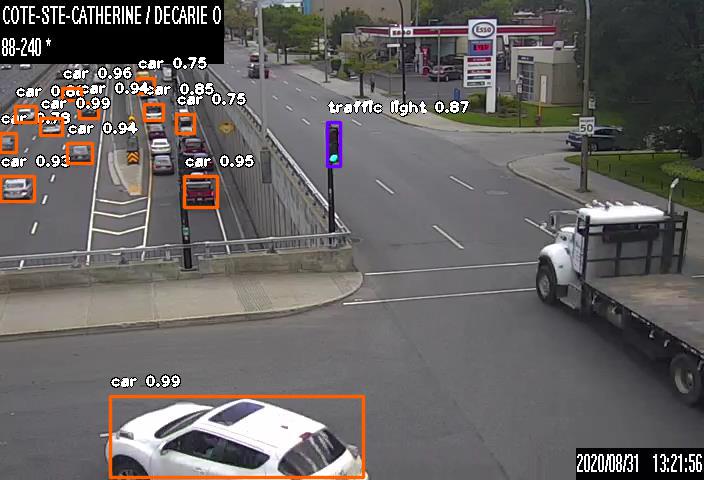 COTE-STE-CATHERINE / DECARIE O
88-240 *
car 0.75
car 0.96
car 0.94
car 0.85
car 0.99
car 0.75
car 0.94
car 0.93
car 0.95
traffic light 0.87
Esso
Esso
50
car 0.99
2020/08/31 13:21:56